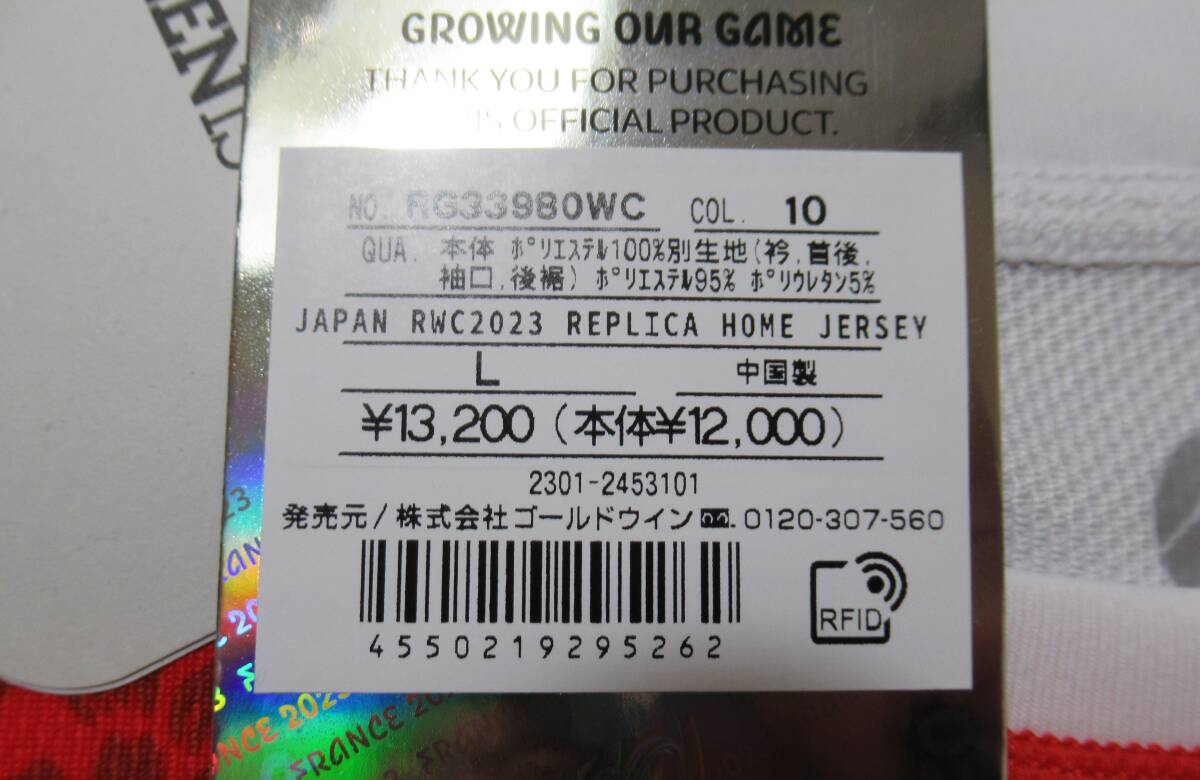 GROWING OUR GAME
THANK YOU FOR PURCHASING
IS OFFICIAL PRODUCT.
NO. RG33980WC COL. 10
QUA. 本体 ポリエステル100%別生地(衿,首後,
袖口,後裾) ポリエステル95% ポリウレタン5%
JAPAN RWC2023 REPLICA HOME JERSEY
L 中国製
¥13,200(本体¥12,000)
2301-2453101
発売元/株式会社ゴールドウイン 0120-307-560
4550219295262
RFID
FRANCE 2023